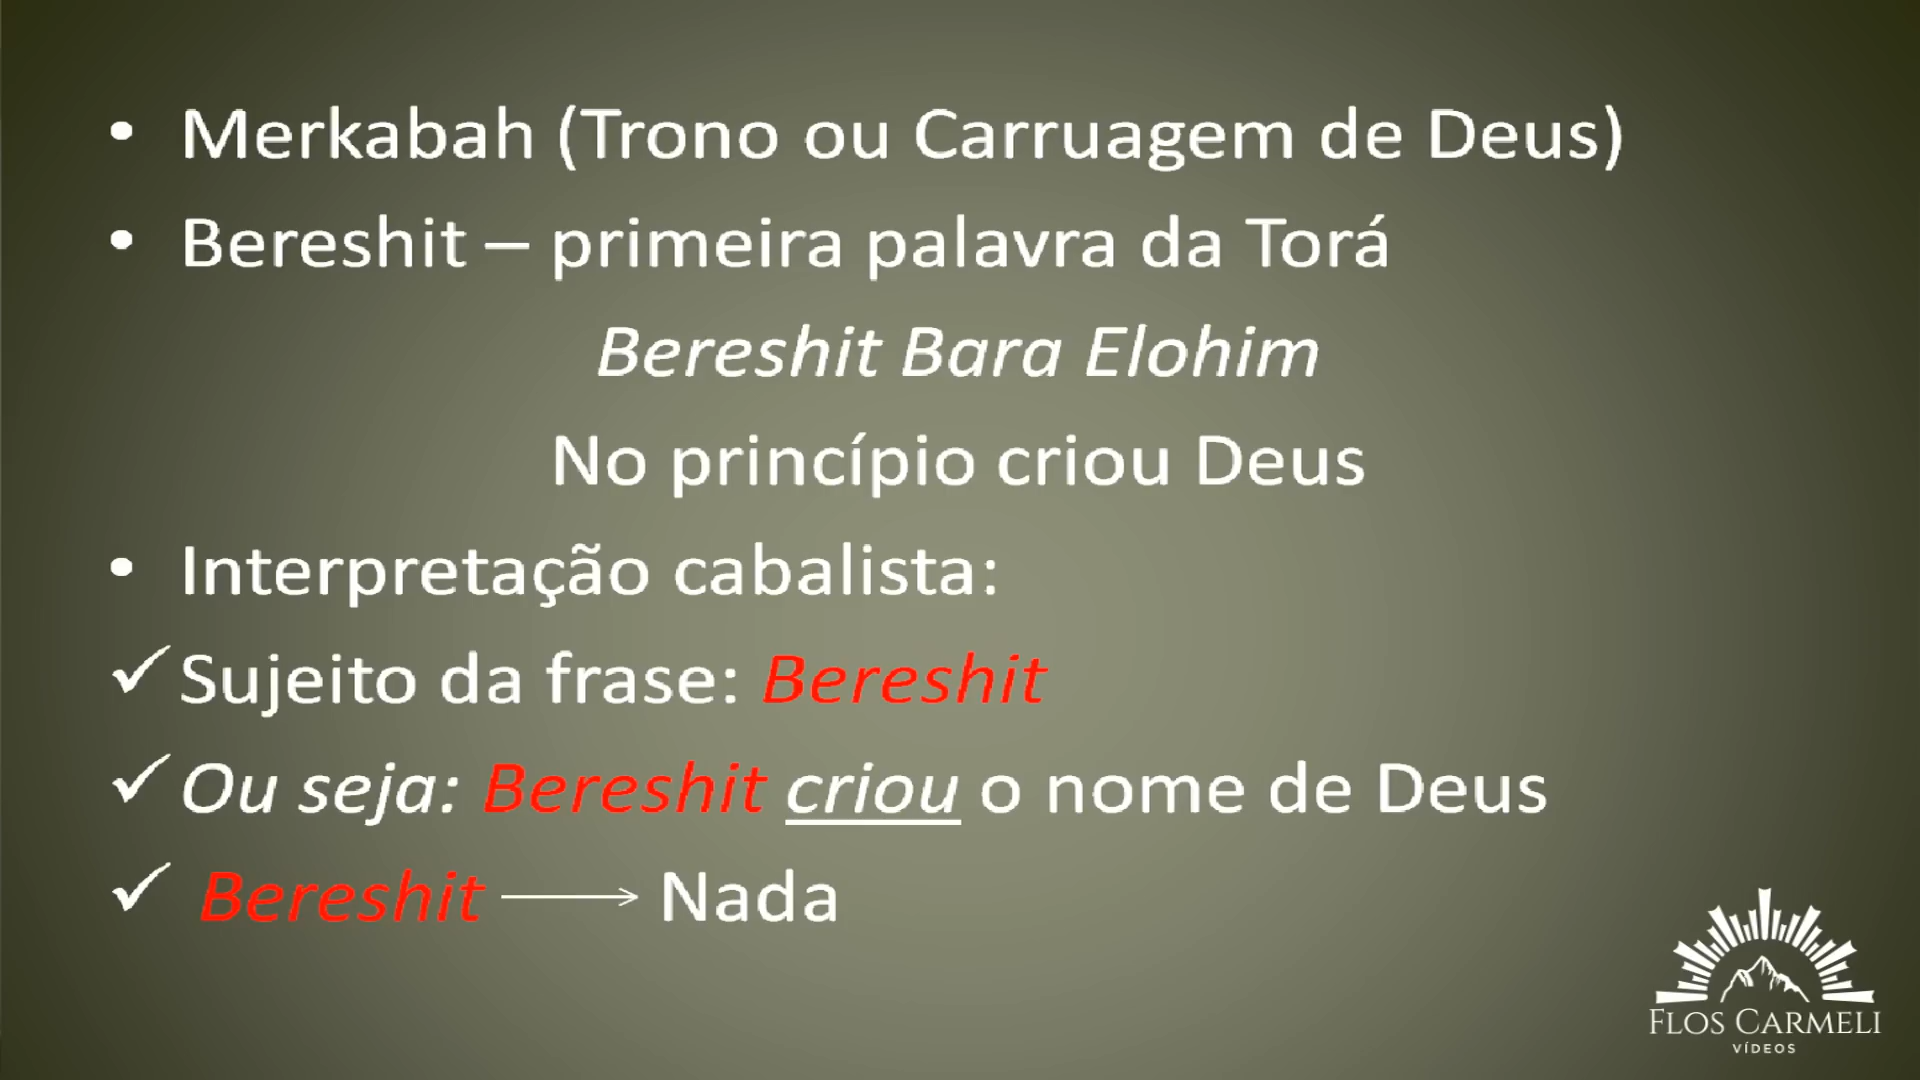 • Merkabah (Trono ou Carruagem de Deus)
• Bereshit – primeira palavra da Torá
Bereshit Bara Elohim
No princípio criou Deus
• Interpretação cabalista:
✓ Sujeito da frase: Bereshit
✓ Ou seja: Bereshit criou o nome de Deus
✓ Bereshit ⟶ Nada
FLOS CARMELI
VÍDEOS